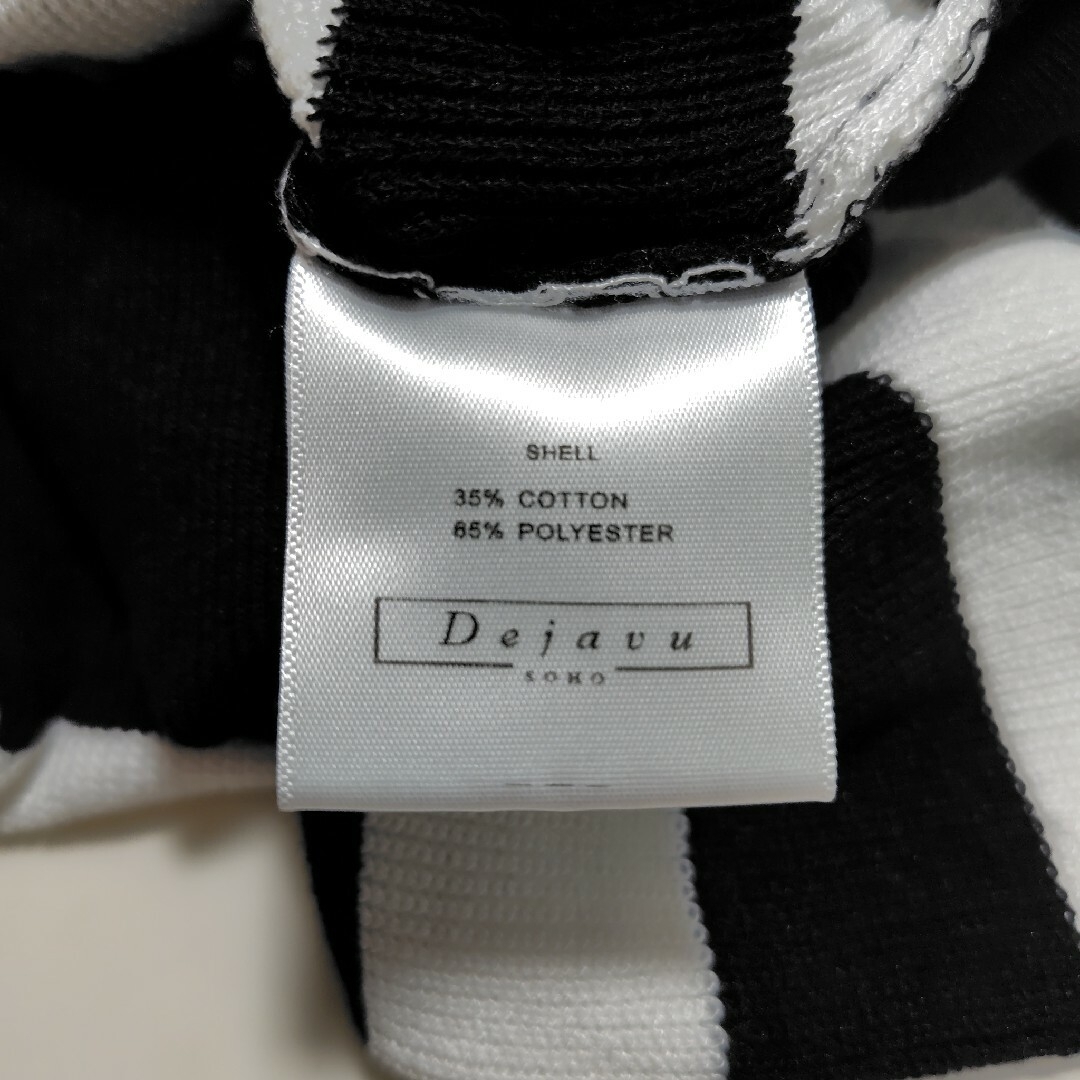 SHELL
35% COTTON
65% POLYESTER
Dejavu
SOHO